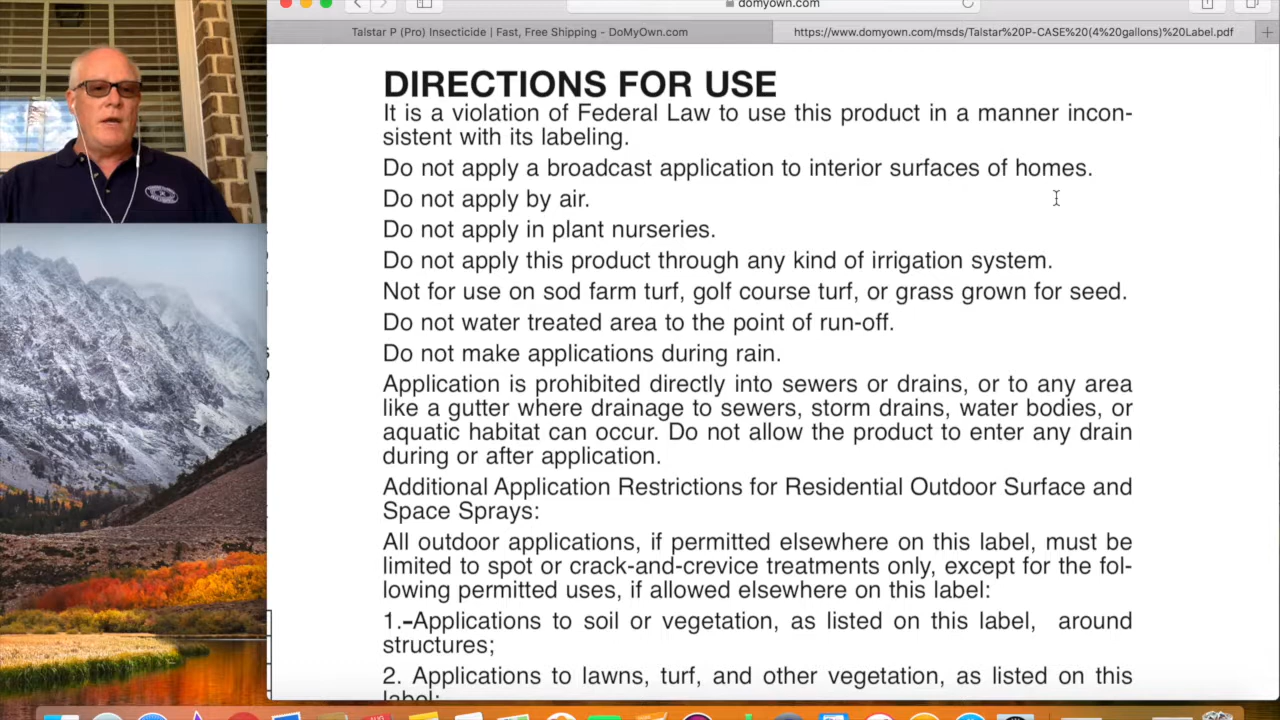 domyown.com
Talstar P (Pro) Insecticide | Fast, Free Shipping - DoMyOwn.com
https://www.domyown.com/msds/Talstar%20P-CASE%20(4%20gallons)%20Label.pdf
DIRECTIONS FOR USE
It is a violation of Federal Law to use this product in a manner incon-
sistent with its labeling.
Do not apply a broadcast application to interior surfaces of homes.
Do not apply by air.
Do not apply in plant nurseries.
Do not apply this product through any kind of irrigation system.
Not for use on sod farm turf, golf course turf, or grass grown for seed.
Do not water treated area to the point of run-off.
Do not make applications during rain.
Application is prohibited directly into sewers or drains, or to any area
like a gutter where drainage to sewers, storm drains, water bodies, or
aquatic habitat can occur. Do not allow the product to enter any drain
during or after application.
Additional Application Restrictions for Residential Outdoor Surface and
Space Sprays:
All outdoor applications, if permitted elsewhere on this label, must be
limited to spot or crack-and-crevice treatments only, except for the fol-
lowing permitted uses, if allowed elsewhere on this label:
1.-Applications to soil or vegetation, as listed on this label, around
structures;
2. Applications to lawns, turf, and other vegetation, as listed on this
label;